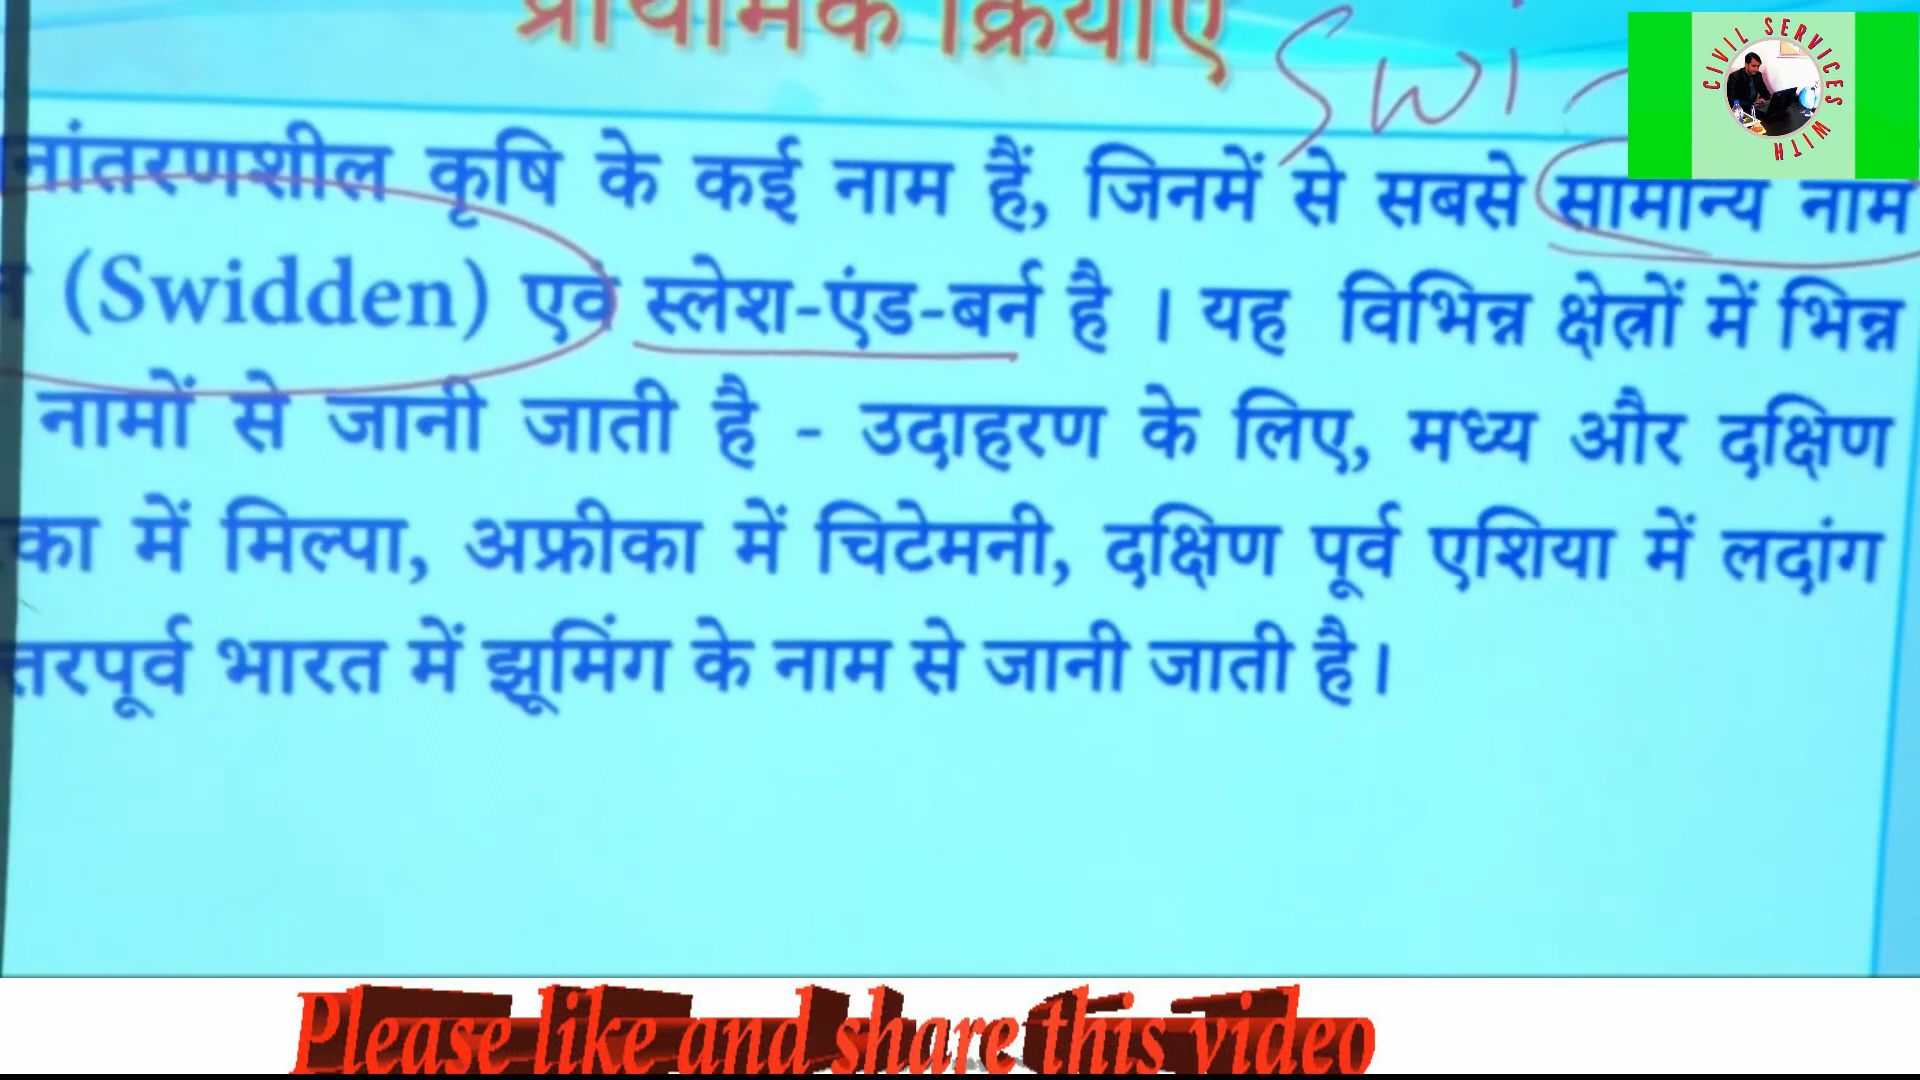 प्राथमिक क्रियाएँ
Swi
CIVIL SERVICES WITH
नांतरणशील कृषि के कई नाम हैं, जिनमें से सबसे सामान्य नाम
(Swidden) एवं स्लेश-एंड-बर्न है । यह विभिन्न क्षेत्रों में भिन्न
नामों से जानी जाती है - उदाहरण के लिए, मध्य और दक्षिण
का में मिल्पा, अफ्रीका में चिटेमनी, दक्षिण पूर्व एशिया में लदांग
तरपूर्व भारत में झूमिंग के नाम से जानी जाती है।
Please like and share this video